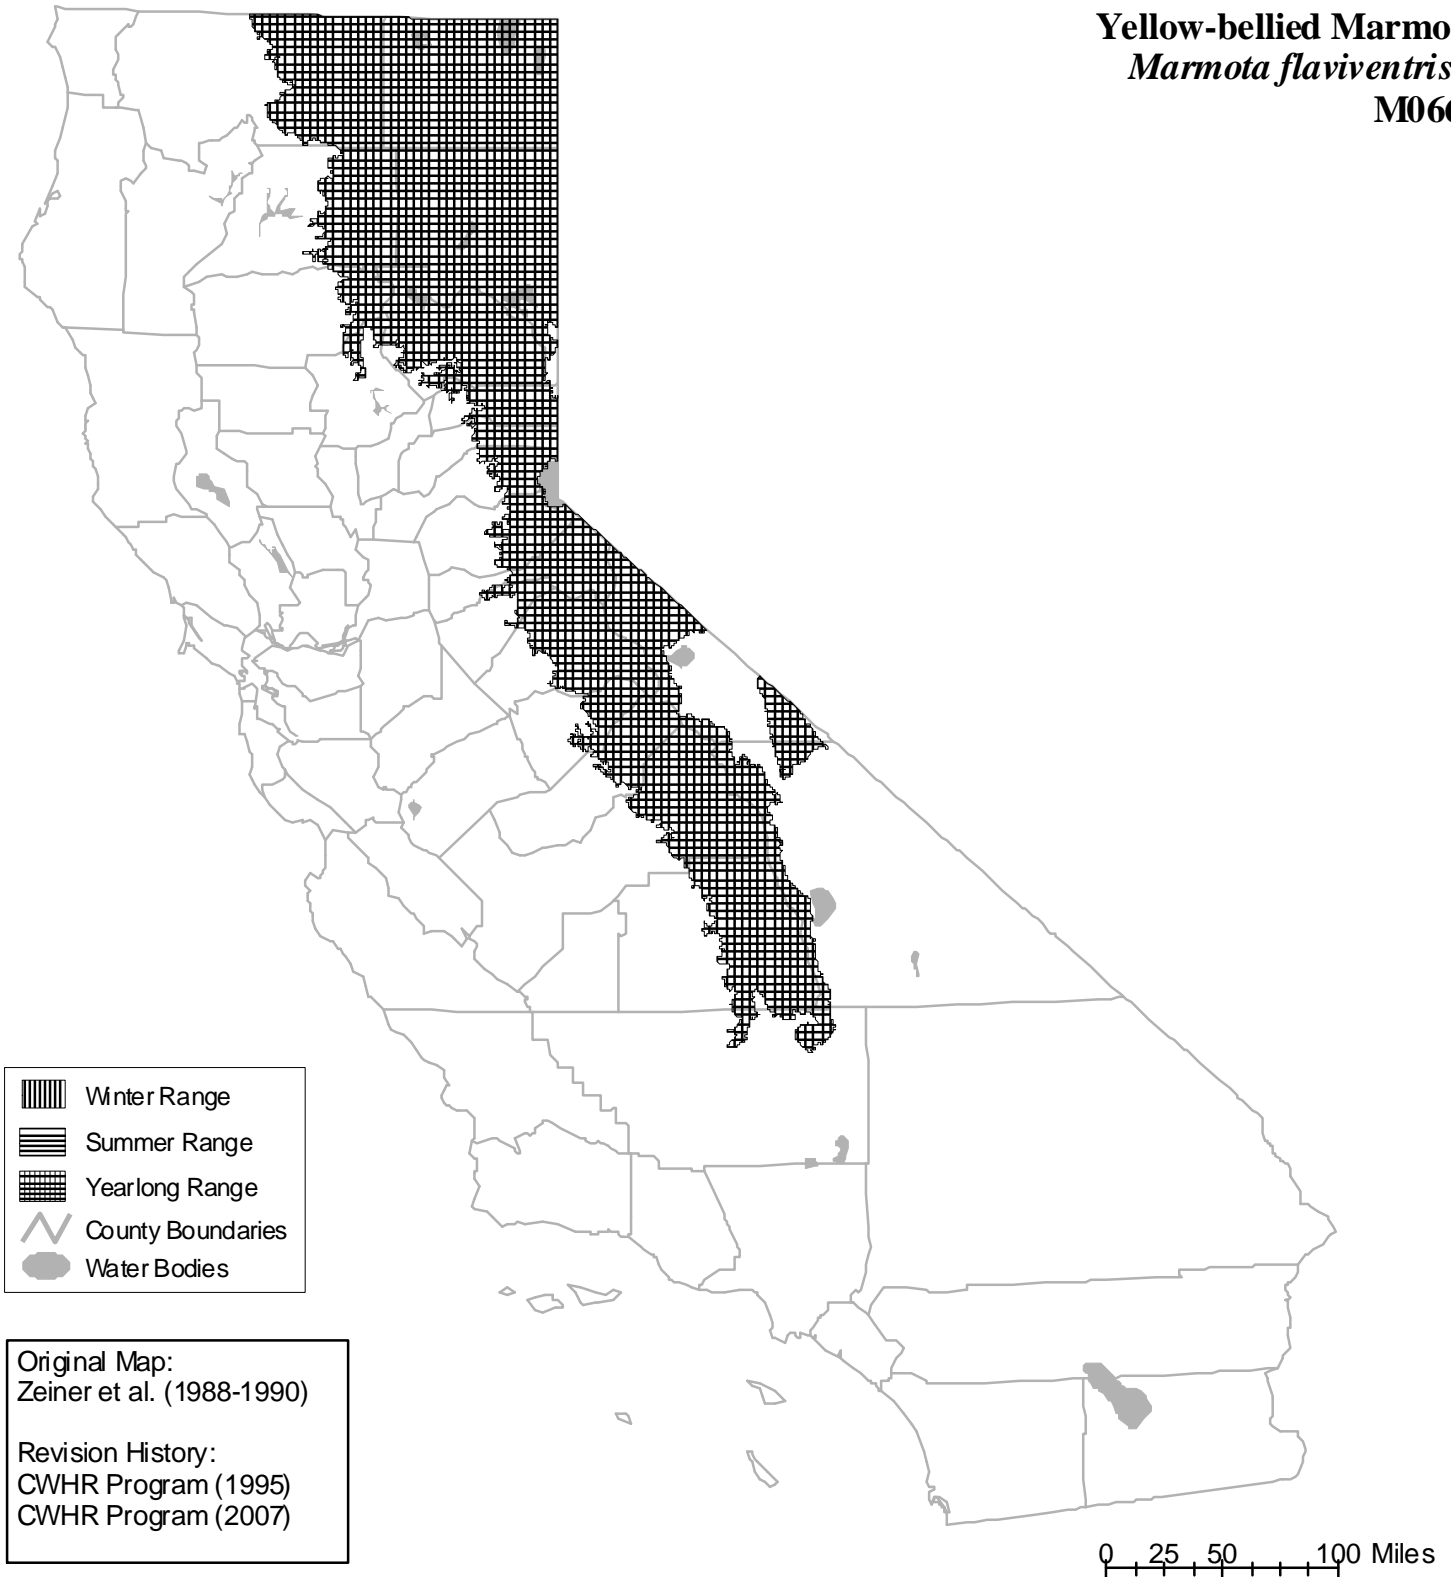 Yellow-bellied Marmo
Marmota flaviventris
M066
Winter Range
Summer Range
Yearlong Range
County Boundaries
Water Bodies
Original Map:
Zeiner et al. (1988-1990)
Revision History:
CWHR Program (1995)
CWHR Program (2007)
0 25 50 100 Miles